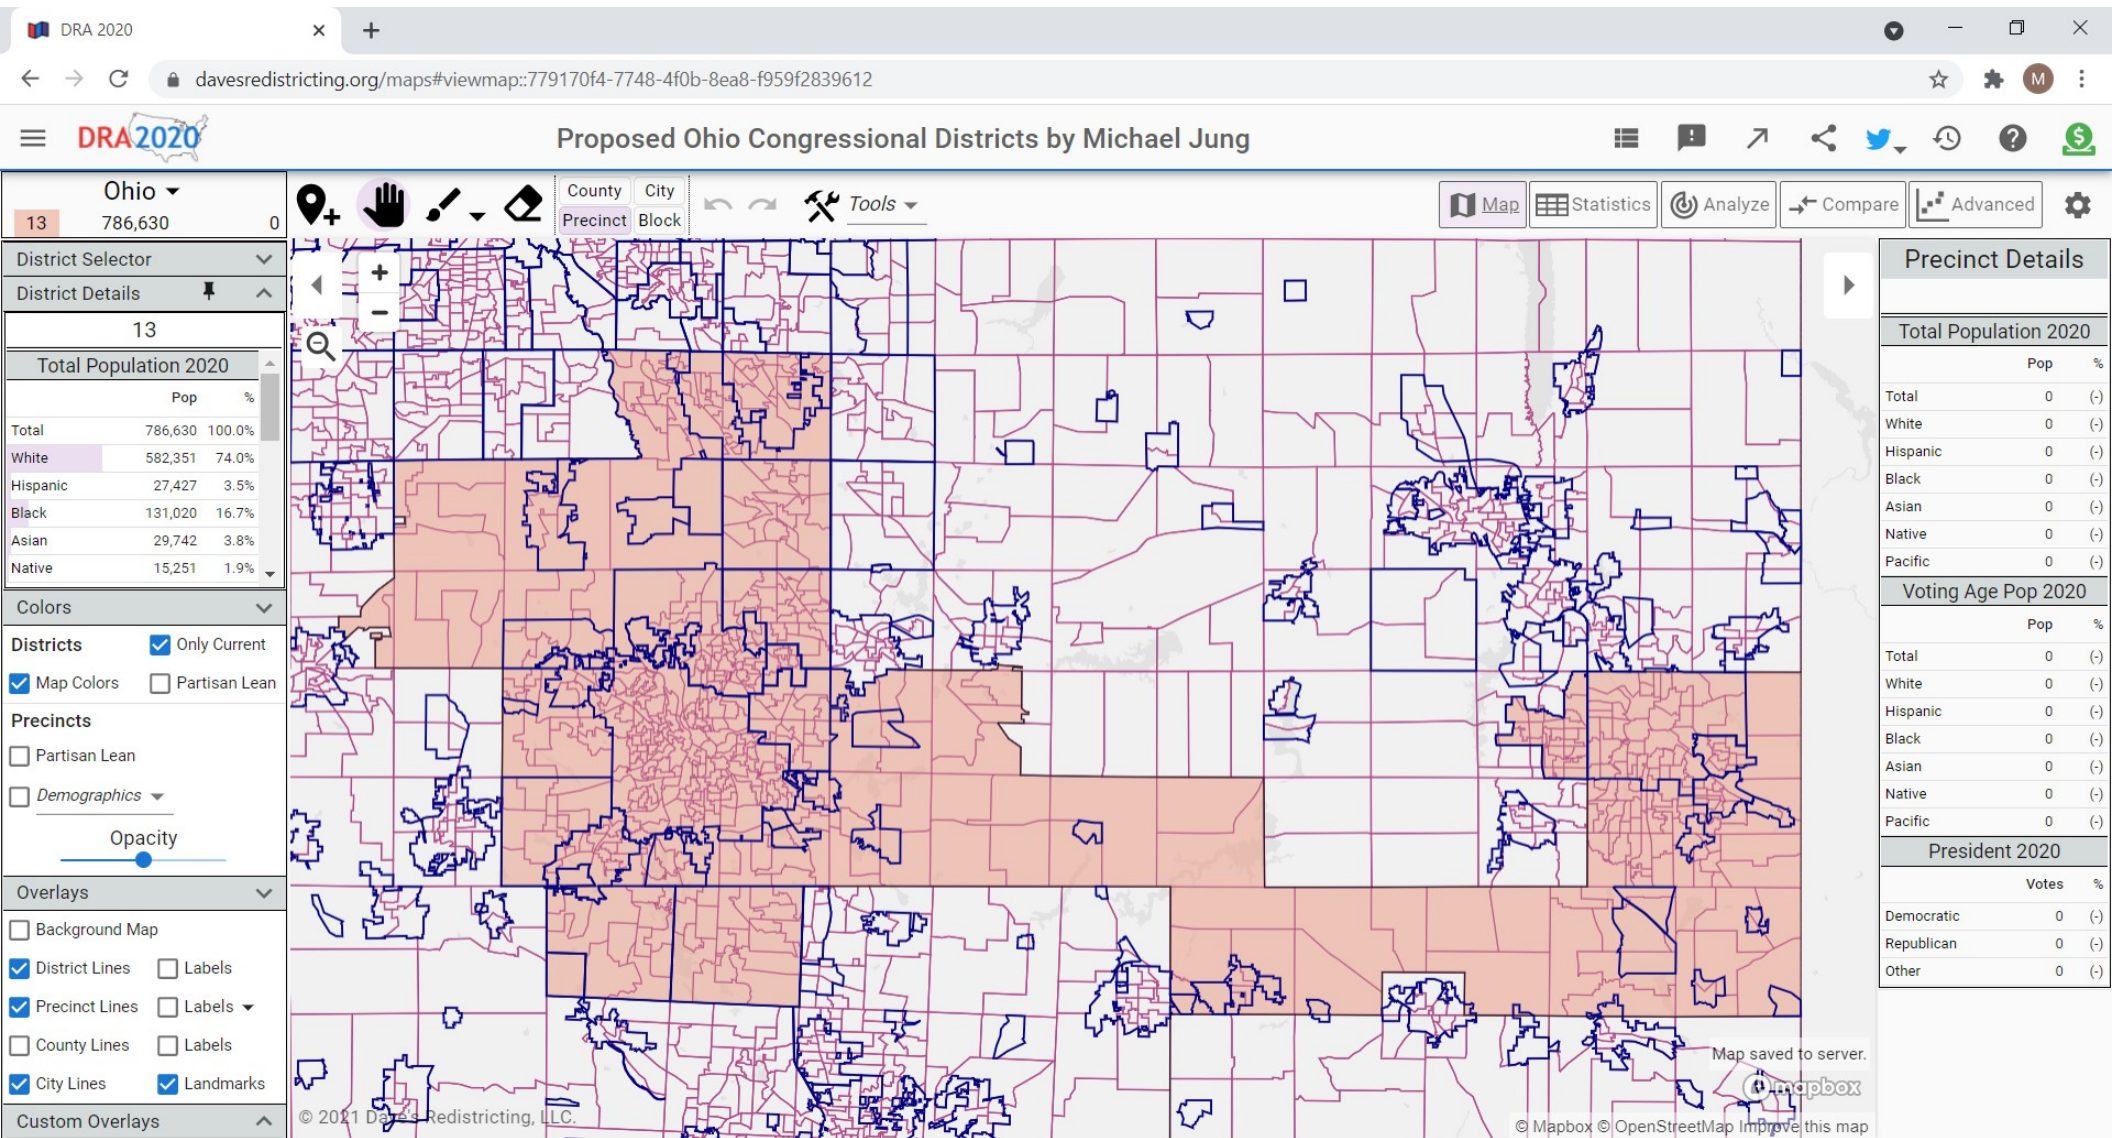 DRA 2020
davesredistricting.org/maps#viewmap::779170f4-7748-4f0b-8ea8-f959f2839612
M
DRA2020
Proposed Ohio Congressional Districts by Michael Jung
Ohio
13 786,630 0
County City
Precinct Block
Tools
Map Statistics Analyze Compare Advanced
District Selector
District Details
13
Total Population 2020
Pop %
Total 786,630 100.0%
White 582,351 74.0%
Hispanic 27,427 3.5%
Black 131,020 16.7%
Asian 29,742 3.8%
Native 15,251 1.9%
Colors
Districts Only Current
Map Colors Partisan Lean
Precincts
Partisan Lean
Demographics
Opacity
Overlays
Background Map
District Lines Labels
Precinct Lines Labels
County Lines Labels
City Lines Landmarks
Custom Overlays
© 2021 Dave's Redistricting, LLC.
Map saved to server.
mapbox
© Mapbox © OpenStreetMap Improve this map
Precinct Details
Total Population 2020
Pop %
Total 0 (-)
White 0 (-)
Hispanic 0 (-)
Black 0 (-)
Asian 0 (-)
Native 0 (-)
Pacific 0 (-)
Voting Age Pop 2020
Pop %
Total 0 (-)
White 0 (-)
Hispanic 0 (-)
Black 0 (-)
Asian 0 (-)
Native 0 (-)
Pacific 0 (-)
President 2020
Votes %
Democratic 0 (-)
Republican 0 (-)
Other 0 (-)